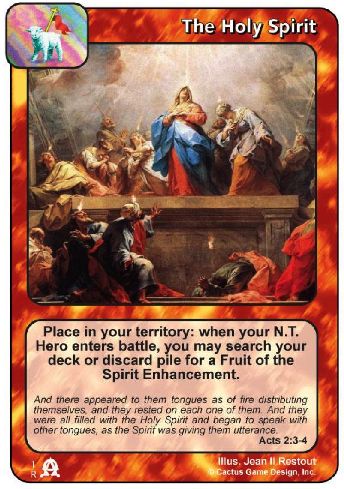 The Holy Spirit
Place in your territory: when your N.T.
Hero enters battle, you may search your
deck or discard pile for a Fruit of the
Spirit Enhancement.
And there appeared to them tongues as of fire distributing
themselves, and they rested on each one of them. And they
were all filled with the Holy Spirit and began to speak with
other tongues, as the Spirit was giving them utterance.
Acts 2:3-4
Illus. Jean II Restout
© Cactus Game Design, Inc.